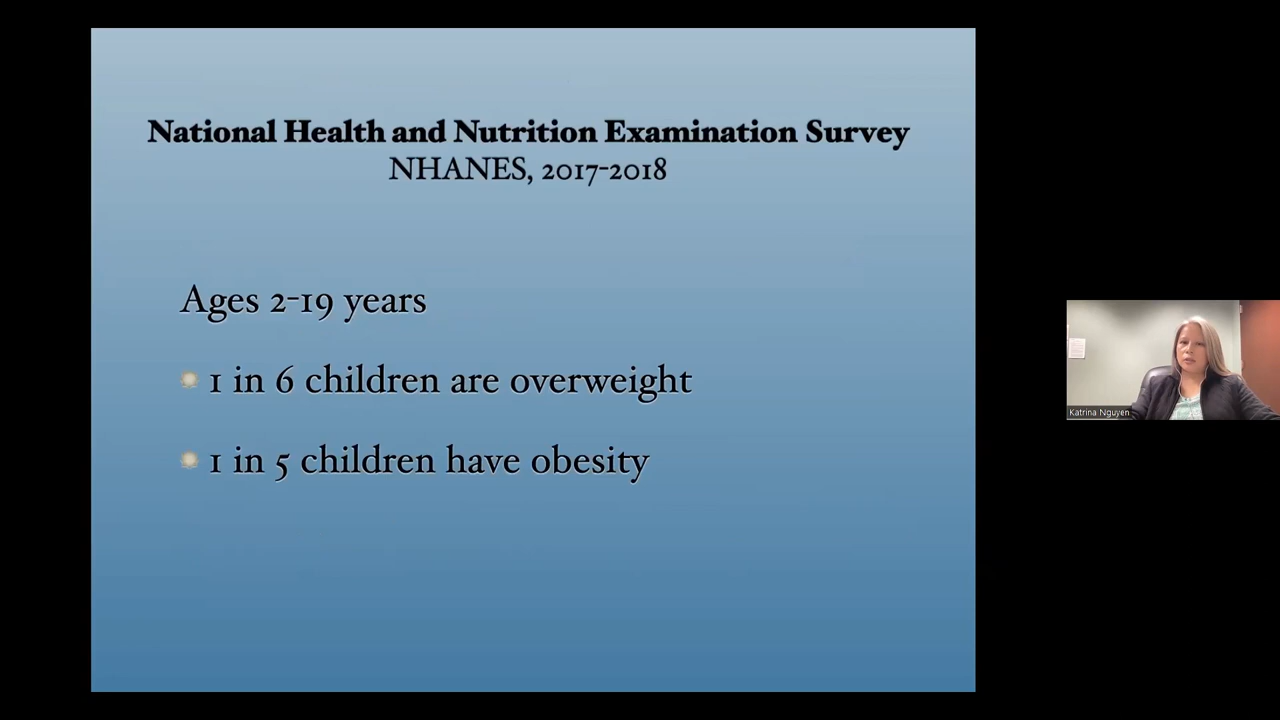 National Health and Nutrition Examination Survey
NHANES, 2017-2018
Ages 2-19 years
1 in 6 children are overweight
1 in 5 children have obesity
Katrina Nguyen